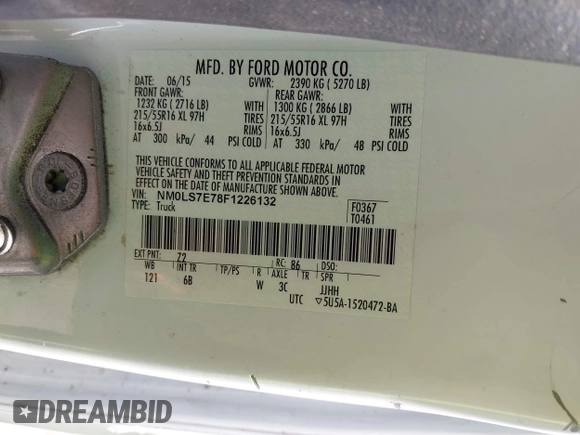 MFD. BY FORD MOTOR CO.
DATE: 06/15 GVWR: 2390 KG ( 5270 LB)
FRONT GAWR: REAR GAWR:
1232 KG ( 2716 LB) WITH 1300 KG ( 2866 LB) WITH
215/55R16 XL 97H TIRES 215/55R16 XL 97H TIRES
16x6.5J RIMS 16x6.5J RIMS
AT 300 kPa/ 44 PSI COLD AT 330 kPa/ 48 PSI COLD
THIS VEHICLE CONFORMS TO ALL APPLICABLE FEDERAL MOTOR
VEHICLE SAFETY AND THEFT PREVENTION STANDARDS IN
EFFECT ON THE DATE OF MANUFACTURE SHOWN ABOVE.
VIN: NM0LS7E78F1226132 F0367
TYPE: Truck T0461
EXT PNT: 72 RC: 86 DSO:
WB INT TR TP/PS R AXLE TR SPR
121 6B W 3C JJHH
UTC ▽5U5A-1520472-BA
DREAMBID